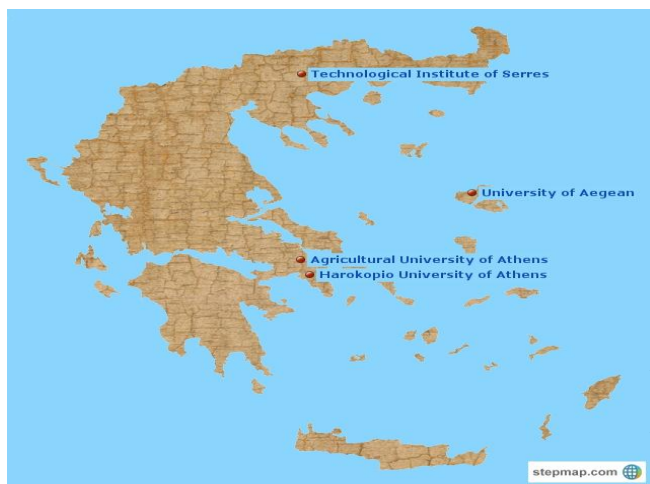 Technological Institute of Serres
University of Aegean
Agricultural University of Athens
Harokopio University of Athens
stepmap.com